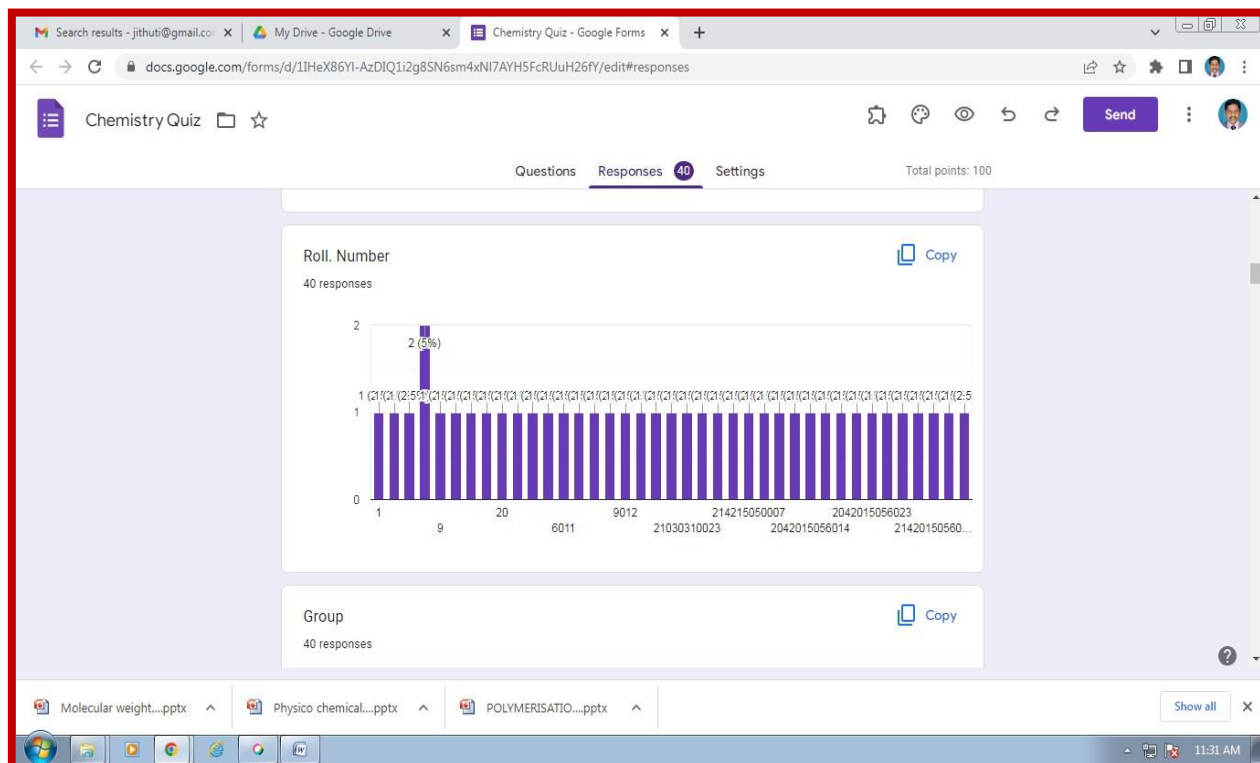 Search results - jithuti@gmail.co
My Drive - Google Drive
Chemistry Quiz - Google Forms
docs.google.com/forms/d/1IHeX86YI-AzDIQ1i2g8SN6sm4xNI7AYH5FcRUuH26fY/edit#responses
Chemistry Quiz
Send
Questions Responses 40 Settings Total points: 100
Roll. Number
Copy
40 responses
2
2 (5%)
1
0
1 20 9012 214215050007 2042015056023
9 6011 21030310023 2042015056014 21420150560...
Group
Copy
40 responses
Molecular weight....pptx
Physico chemical....pptx
POLYMERISATIO....pptx
Show all
11:31 AM